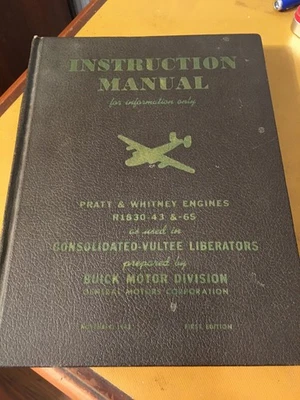 INSTRUCTION
MANUAL
for information only
PRATT & WHITNEY ENGINES
R1830-43 & -65
as used in
CONSOLIDATED-VULTEE LIBERATORS
prepared by
BUICK MOTOR DIVISION
GENERAL MOTORS CORPORATION
FIRST EDITION